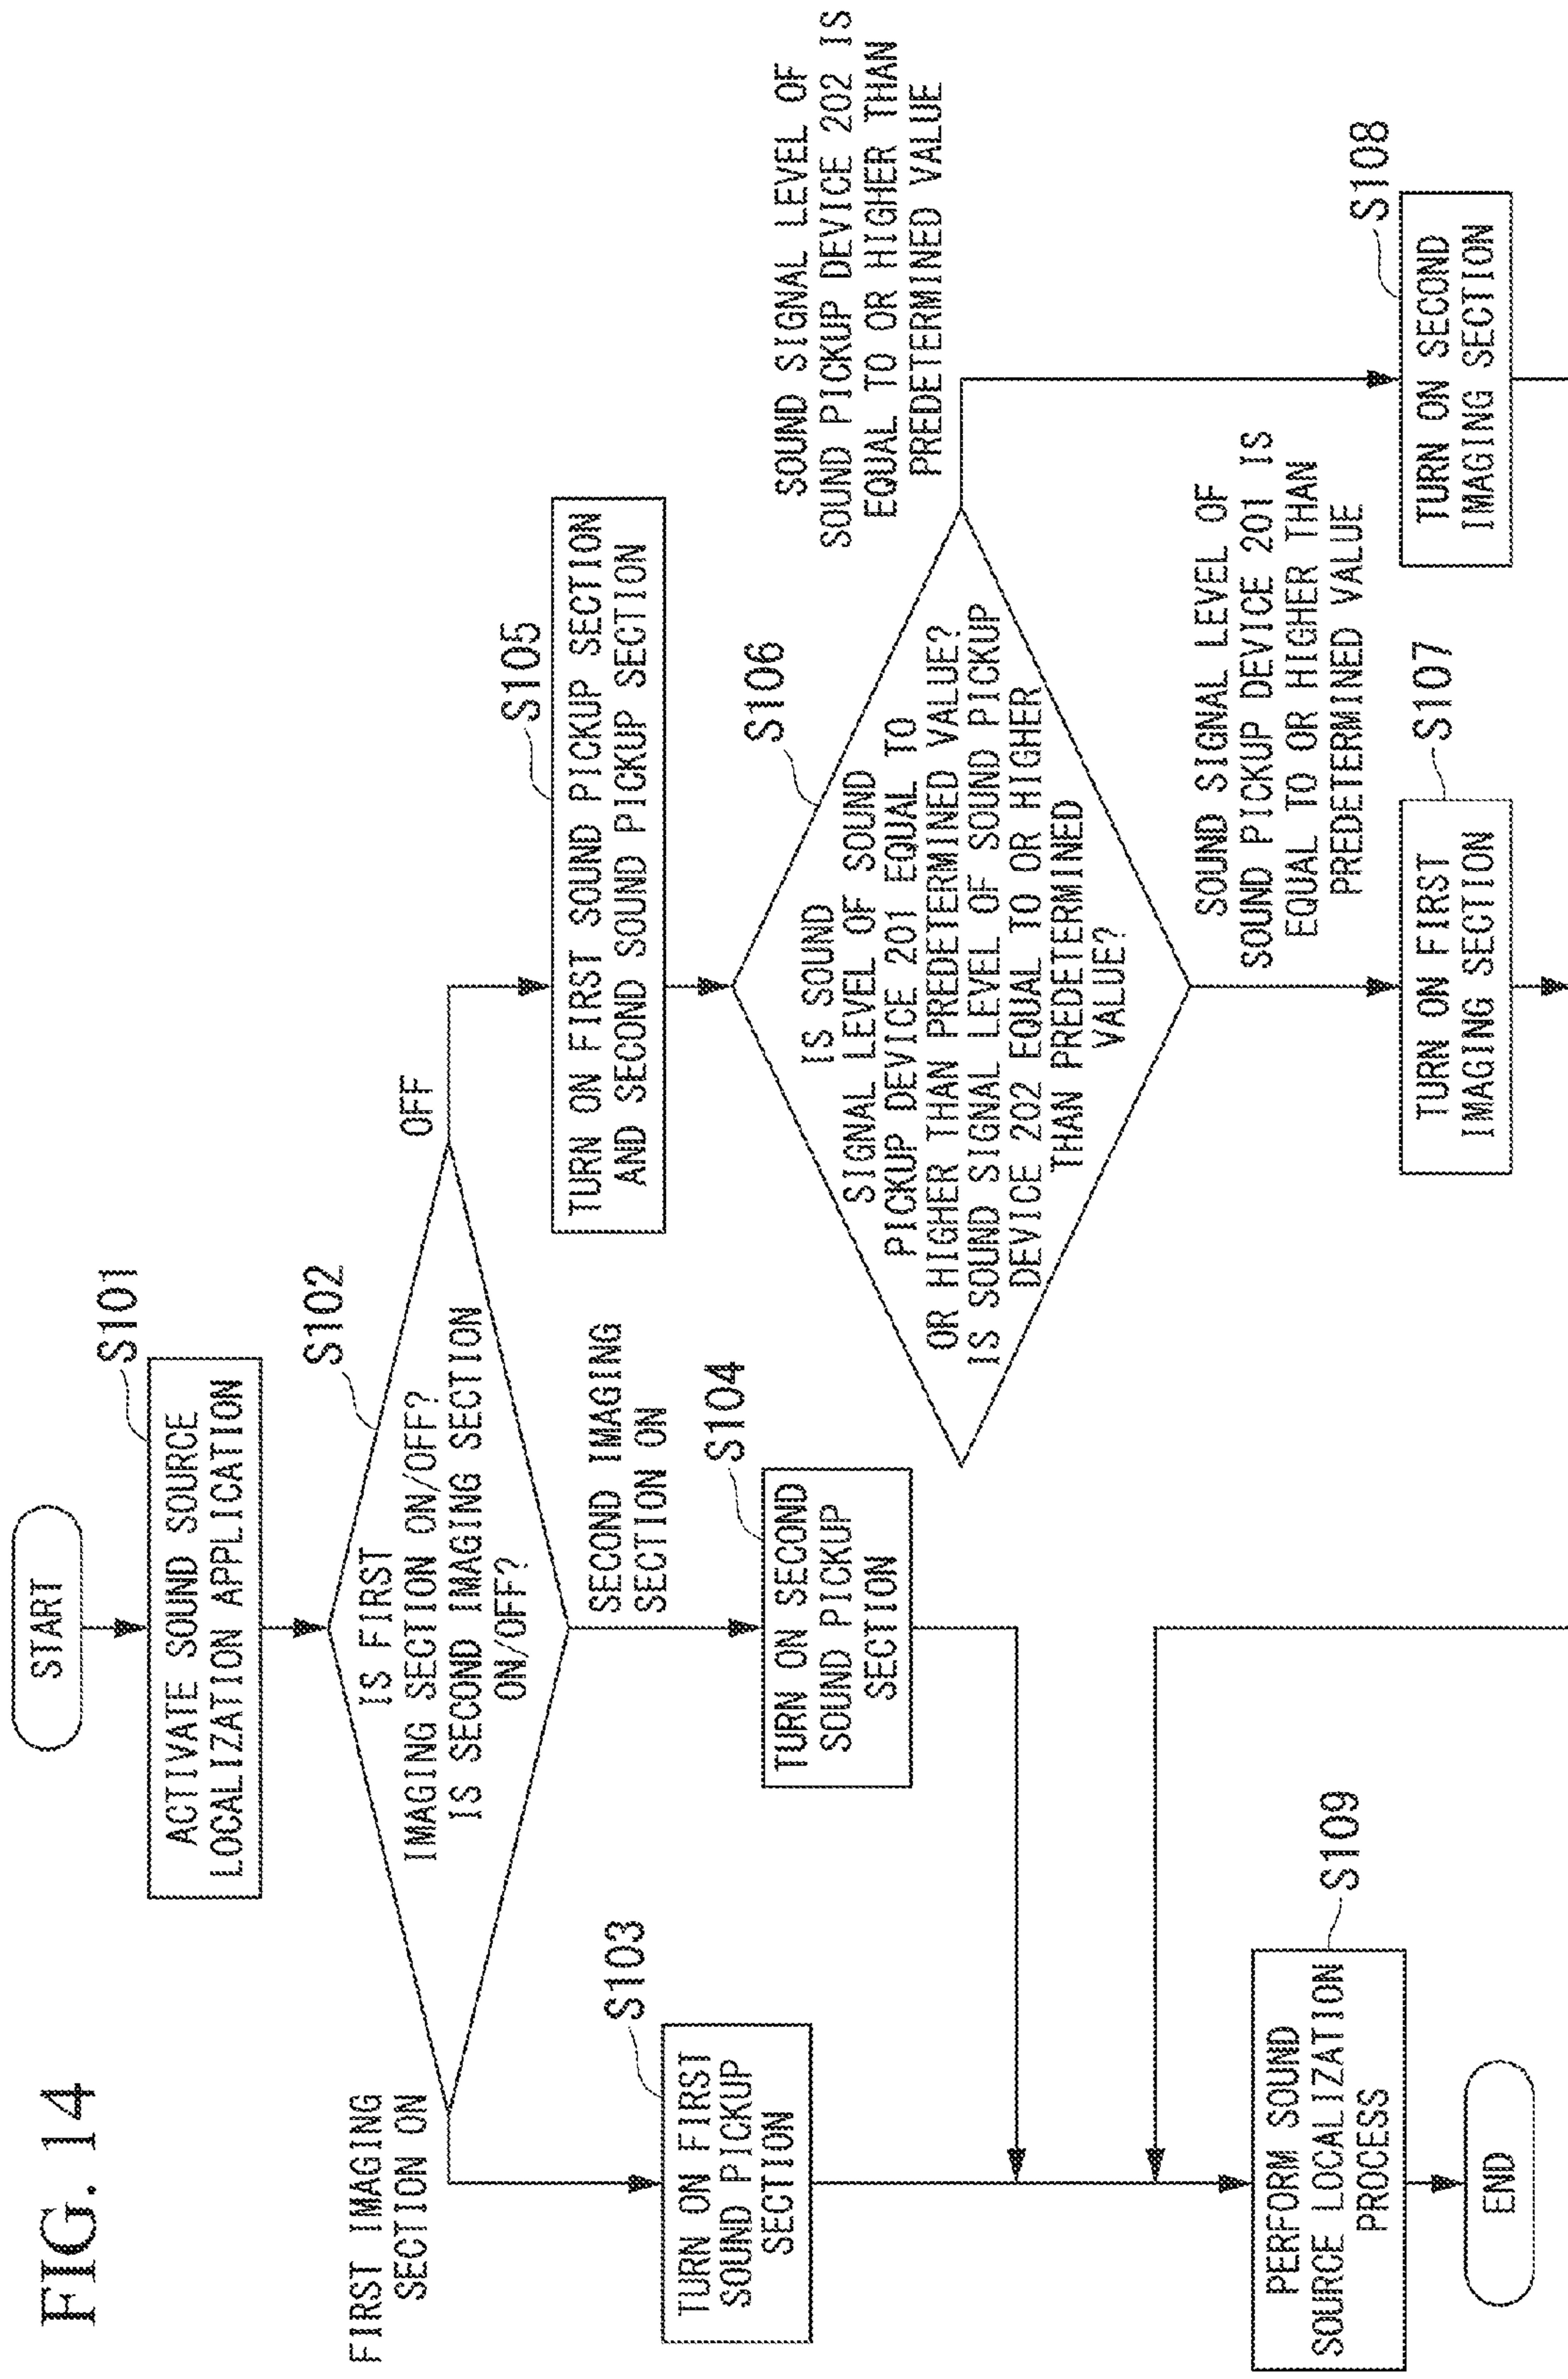 FIG. 14
START
S101
ACTIVATE SOUND SOURCE
LOCALIZATION APPLICATION
S102
IS FIRST
IMAGING SECTION ON/OFF?
IS SECOND IMAGING SECTION
ON/OFF?
FIRST IMAGING
SECTION ON
SECOND IMAGING
SECTION ON
OFF
S103
TURN ON FIRST
SOUND PICKUP
SECTION
S104
TURN ON SECOND
SOUND PICKUP
SECTION
S105
TURN ON FIRST SOUND PICKUP SECTION
AND SECOND SOUND PICKUP SECTION
S106
IS SOUND
SIGNAL LEVEL OF SOUND
PICKUP DEVICE 201 EQUAL TO
OR HIGHER THAN PREDETERMINED VALUE?
IS SOUND SIGNAL LEVEL OF SOUND PICKUP
DEVICE 202 EQUAL TO OR HIGHER
THAN PREDETERMINED
VALUE?
SOUND SIGNAL LEVEL OF
SOUND PICKUP DEVICE 202 IS
EQUAL TO OR HIGHER THAN
PREDETERMINED VALUE
SOUND SIGNAL LEVEL OF
SOUND PICKUP DEVICE 201 IS
EQUAL TO OR HIGHER THAN
PREDETERMINED VALUE
S107
TURN ON FIRST
IMAGING SECTION
S108
TURN ON SECOND
IMAGING SECTION
S109
PERFORM SOUND
SOURCE LOCALIZATION
PROCESS
END